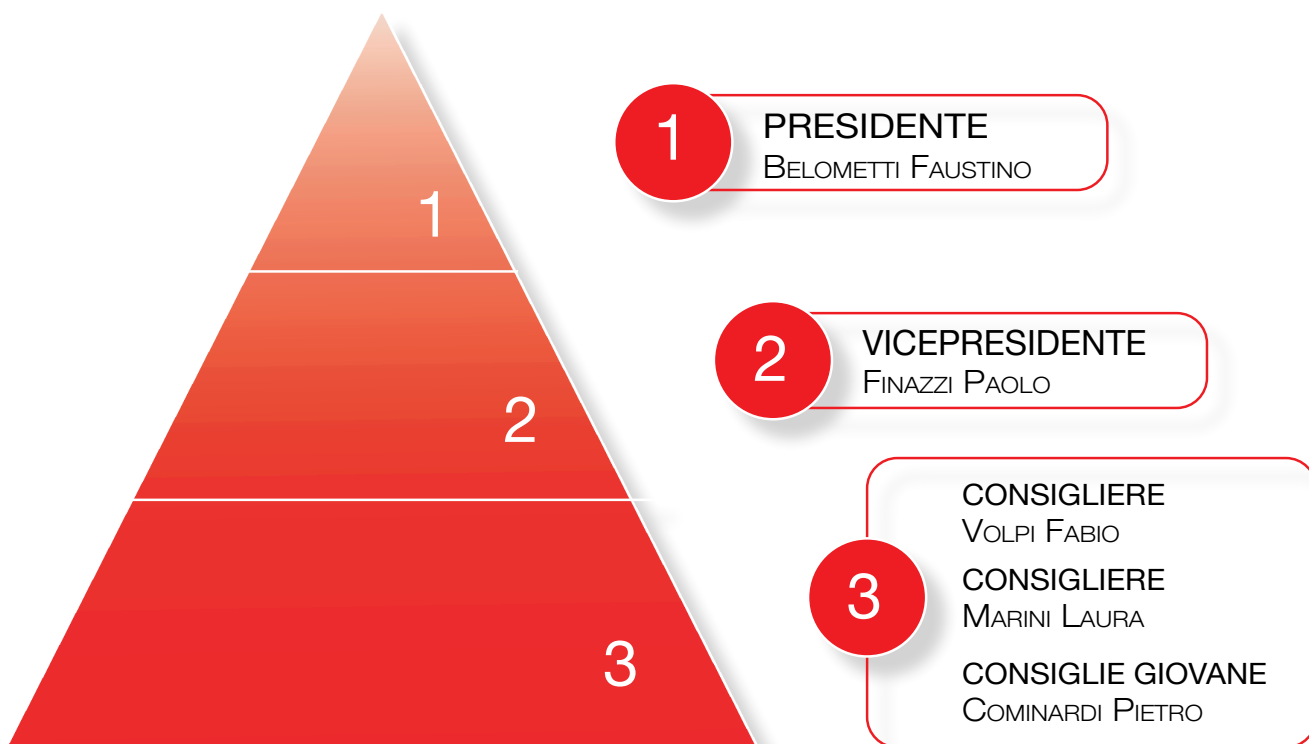 1
2
3
1
PRESIDENTE
BELOMETTI FAUSTINO
2
VICEPRESIDENTE
FINAZZI PAOLO
3
CONSIGLIERE
VOLPI FABIO
CONSIGLIERE
MARINI LAURA
CONSIGLIE GIOVANE
COMINARDI PIETRO